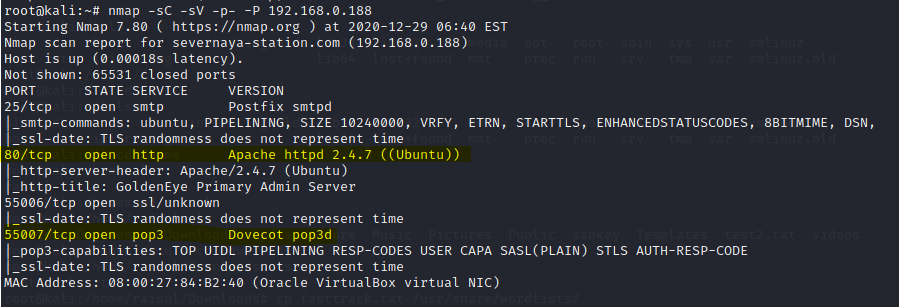 root@kali:~# nmap -sC -sV -p- -P 192.168.0.188
Starting Nmap 7.80 ( https://nmap.org ) at 2020-12-29 06:40 EST
Nmap scan report for severnaya-station.com (192.168.0.188)
Host is up (0.00018s latency).
Not shown: 65531 closed ports
PORT      STATE SERVICE     VERSION
25/tcp    open  smtp        Postfix smtpd
|_smtp-commands: ubuntu, PIPELINING, SIZE 10240000, VRFY, ETRN, STARTTLS, ENHANCEDSTATUSCODES, 8BITMIME, DSN,
|_ssl-date: TLS randomness does not represent time
80/tcp    open  http        Apache httpd 2.4.7 ((Ubuntu))
|_http-server-header: Apache/2.4.7 (Ubuntu)
|_http-title: GoldenEye Primary Admin Server
55006/tcp open  ssl/unknown
|_ssl-date: TLS randomness does not represent time
55007/tcp open  pop3        Dovecot pop3d
|_pop3-capabilities: TOP UIDL PIPELINING RESP-CODES USER CAPA SASL(PLAIN) STLS AUTH-RESP-CODE
|_ssl-date: TLS randomness does not represent time
MAC Address: 08:00:27:84:B2:40 (Oracle VirtualBox virtual NIC)